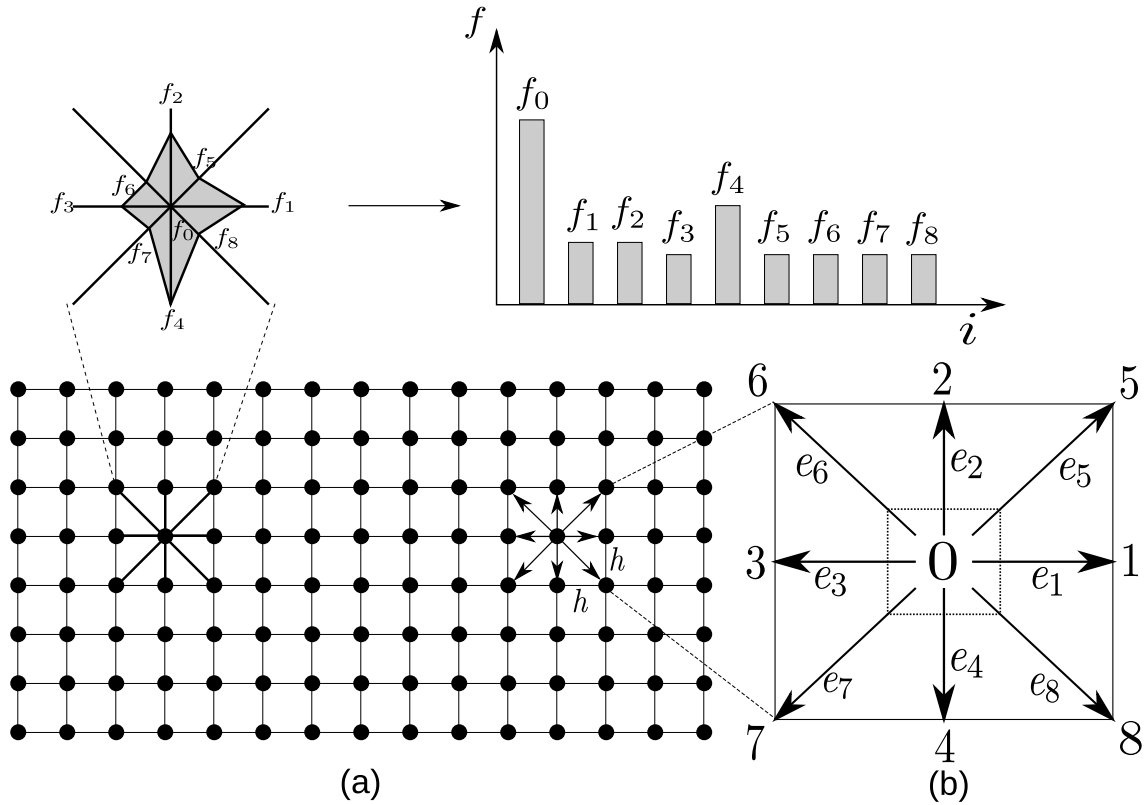 f
f₀
f₁ f₂ f₃ f₄ f₅ f₆ f₇ f₈
i
f₂
f₆ f₅
f₃ f₁
f₀
f₇ f₈
f₄
h
h
(a)
6 2 5
e₆ e₂ e₅
3 0 1
e₃ e₁
e₇ e₄ e₈
7 4 8
(b)